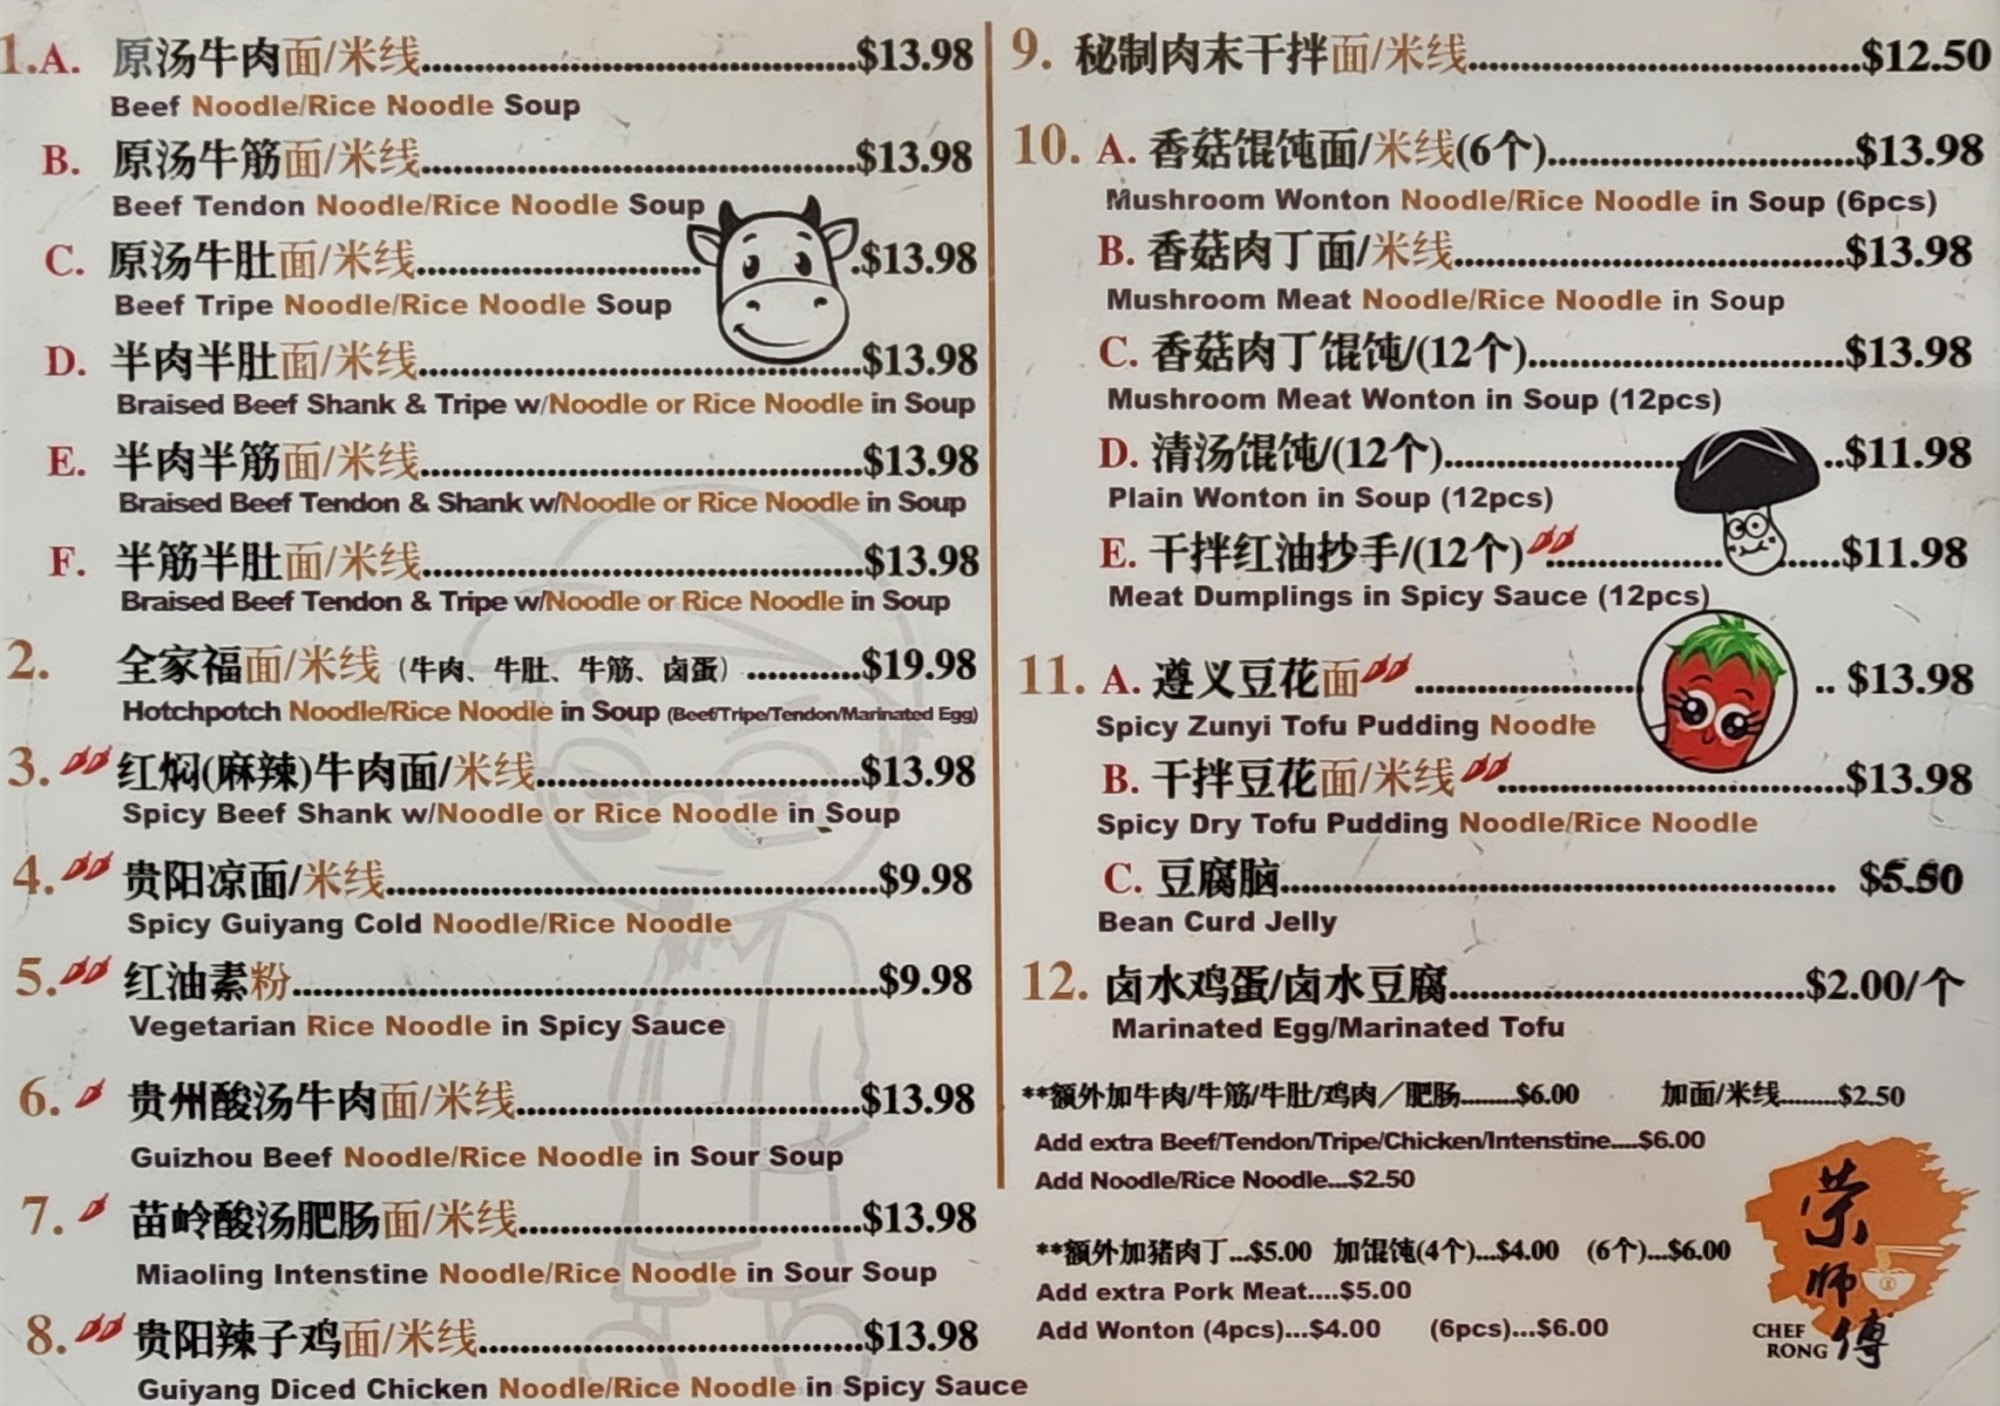 1.A. 原汤牛肉面/米线..........$13.98
Beef Noodle/Rice Noodle Soup
B. 原汤牛筋面/米线..........$13.98
Beef Tendon Noodle/Rice Noodle Soup
C. 原汤牛肚面/米线..........$13.98
Beef Tripe Noodle/Rice Noodle Soup
D. 半肉半肚面/米线..........$13.98
Braised Beef Shank & Tripe w/Noodle or Rice Noodle in Soup
E. 半肉半筋面/米线..........$13.98
Braised Beef Tendon & Shank w/Noodle or Rice Noodle in Soup
F. 半筋半肚面/米线..........$13.98
Braised Beef Tendon & Tripe w/Noodle or Rice Noodle in Soup
2. 全家福面/米线（牛肉、牛肚、牛筋、卤蛋）..........$19.98
Hotchpotch Noodle/Rice Noodle in Soup (Beef/Tripe/Tendon/Marinated Egg)
3. 红焖(麻辣)牛肉面/米线..........$13.98
Spicy Beef Shank w/Noodle or Rice Noodle in Soup
4. 贵阳凉面/米线..........$9.98
Spicy Guiyang Cold Noodle/Rice Noodle
5. 红油素粉..........$9.98
Vegetarian Rice Noodle in Spicy Sauce
6. 贵州酸汤牛肉面/米线..........$13.98
Guizhou Beef Noodle/Rice Noodle in Sour Soup
7. 苗岭酸汤肥肠面/米线..........$13.98
Miaoling Intenstine Noodle/Rice Noodle in Sour Soup
8. 贵阳辣子鸡面/米线..........$13.98
Guiyang Diced Chicken Noodle/Rice Noodle in Spicy Sauce
9. 秘制肉末干拌面/米线..........$12.50
10. A. 香菇馄饨面/米线(6个)..........$13.98
Mushroom Wonton Noodle/Rice Noodle in Soup (6pcs)
B. 香菇肉丁面/米线..........$13.98
Mushroom Meat Noodle/Rice Noodle in Soup
C. 香菇肉丁馄饨/(12个)..........$13.98
Mushroom Meat Wonton in Soup (12pcs)
D. 清汤馄饨/(12个)..........$11.98
Plain Wonton in Soup (12pcs)
E. 干拌红油抄手/(12个)..........$11.98
Meat Dumplings in Spicy Sauce (12pcs)
11. A. 遵义豆花面..........$13.98
Spicy Zunyi Tofu Pudding Noodle
B. 干拌豆花面/米线..........$13.98
Spicy Dry Tofu Pudding Noodle/Rice Noodle
C. 豆腐脑..........$5.50
Bean Curd Jelly
12. 卤水鸡蛋/卤水豆腐..........$2.00/个
Marinated Egg/Marinated Tofu
**额外加牛肉/牛筋/牛肚/鸡肉／肥肠........$6.00 加面/米线........$2.50
Add extra Beef/Tendon/Tripe/Chicken/Intenstine....$6.00
Add Noodle/Rice Noodle...$2.50
**额外加猪肉丁...$5.00 加馄饨(4个)...$4.00 (6个)...$6.00
Add extra Pork Meat....$5.00
Add Wonton (4pcs)...$4.00 (6pcs)...$6.00
荣师傅
CHEF
RONG